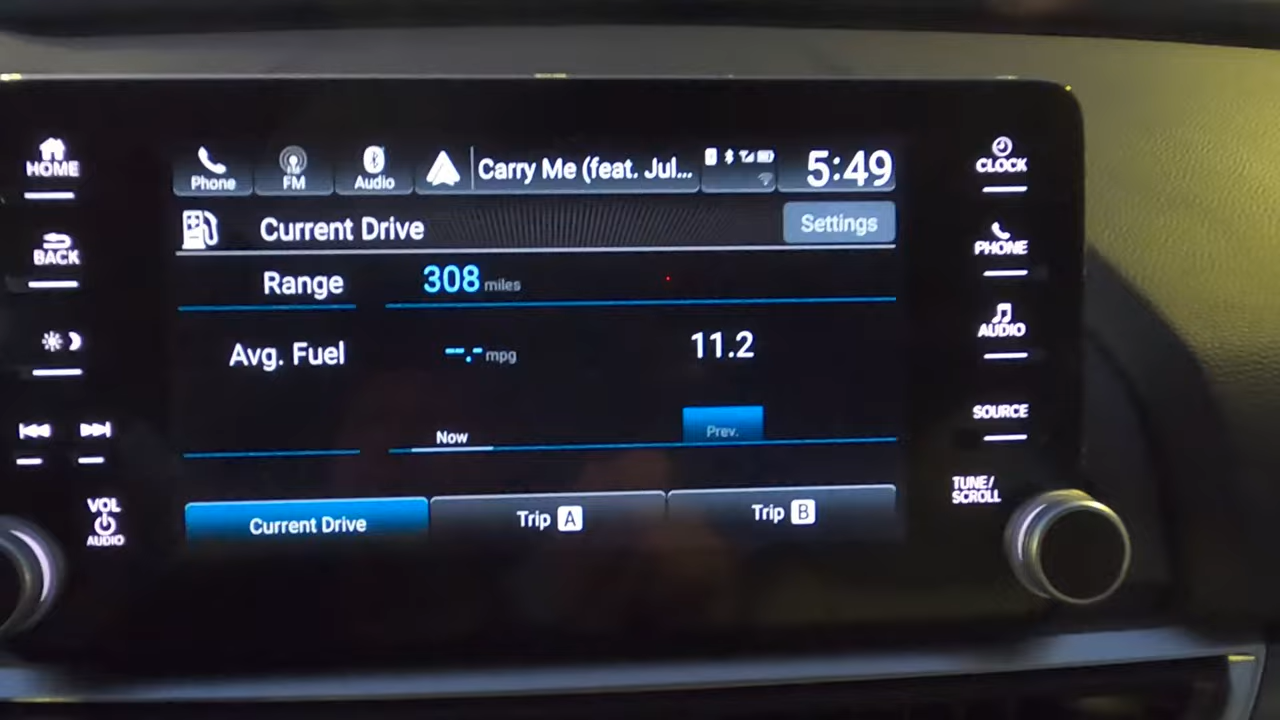 HOME
BACK
VOL
AUDIO
Phone
FM
Audio
Carry Me (feat. Jul...
5:49
Current Drive
Settings
Range
308 miles
Avg. Fuel
--.- mpg
11.2
Now
Prev.
Current Drive
Trip A
Trip B
CLOCK
PHONE
AUDIO
SOURCE
TUNE/
SCROLL